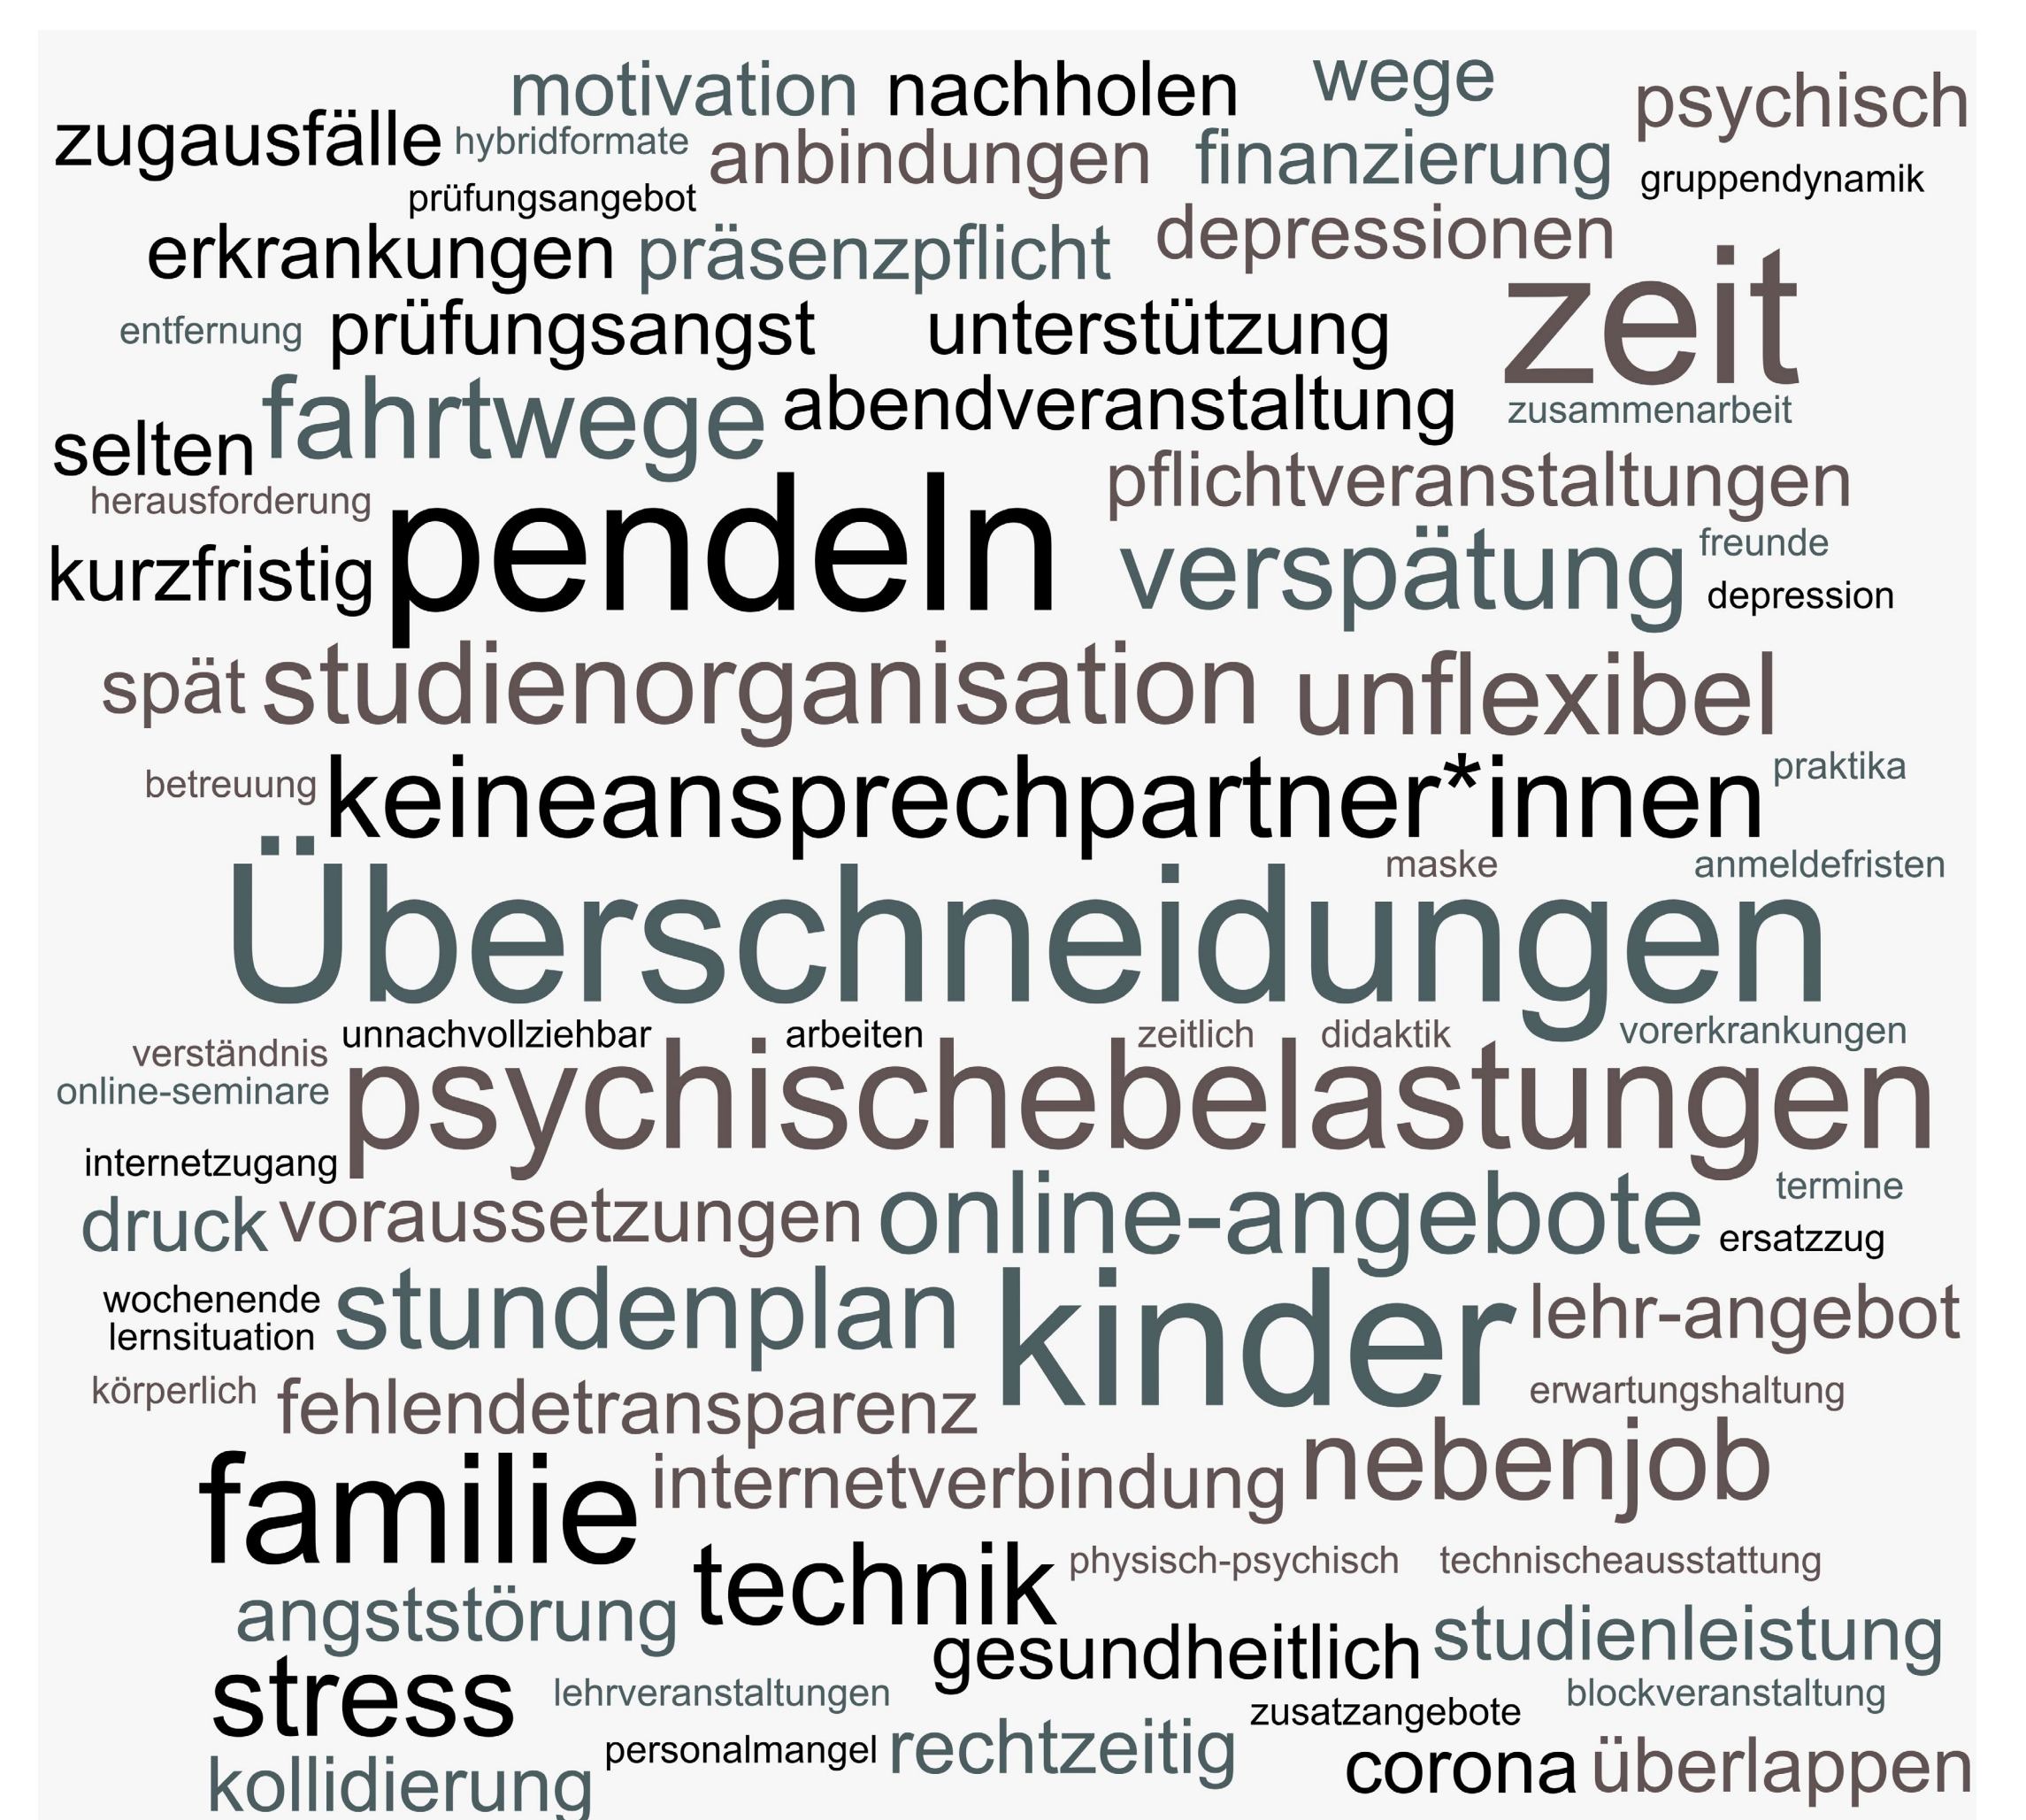 motivation nachholen wege psychisch
zugausfälle hybridformate anbindungen finanzierung gruppendynamik
prüfungsangebot
erkrankungen präsenzpflicht depressionen
entfernung prüfungsangst unterstützung zeit
fahrtwege abendveranstaltung zusammenarbeit
selten
herausforderung pflichtveranstaltungen
kurzfristig pendeln verspätung freunde
depression
spät studienorganisation unflexibel
betreuung keineansprechpartner*innen praktika
maske anmeldefristen
Überschneidungen
unnachvollziehbar arbeiten zeitlich didaktik vorerkrankungen
verständnis
online-seminare psychischebelastungen
internetzugang
druck voraussetzungen online-angebote termine
ersatzzug
wochenende stundenplan kinder lehr-angebot
lernsituation
körperlich fehlendetransparenz erwartungshaltung
familie internetverbindung nebenjob
technik physisch-psychisch technischeausstattung
angststörung gesundheitlich studienleistung
stress lehrveranstaltungen zusatzangebote blockveranstaltung
kollidierung personalmangel rechtzeitig corona überlappen